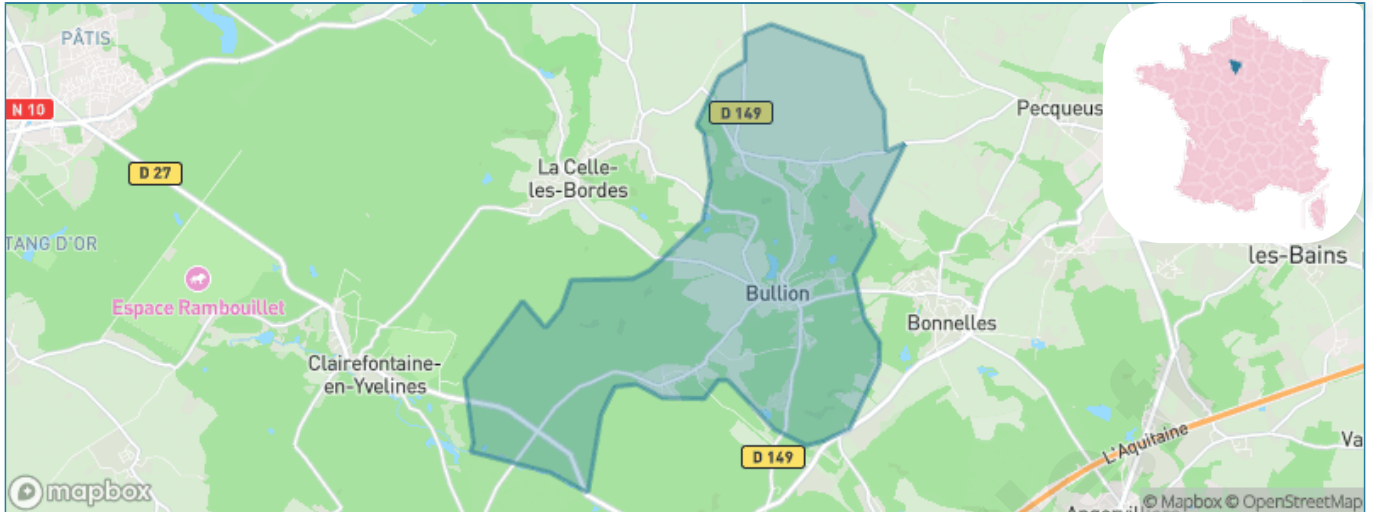 PÂTIS
N 10
D 149
Pecqueus
D 27
La Celle-
les-Bordes
TANG D'OR
les-Bains
Espace Rambouillet
Bullion
Bonnelles
Clairefontaine-
en-Yvelines
L'Aquitaine
Va
D 149
mapbox
© Mapbox © OpenStreetMap